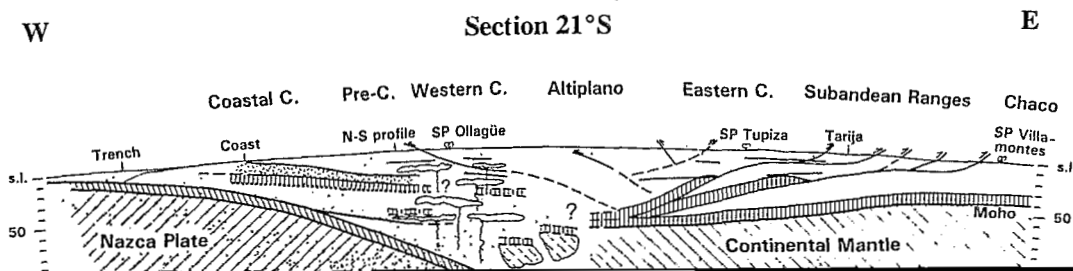 Section 21°S
W
E
Coastal C.
Pre-C.
Western C.
Altiplano
Eastern C.
Subandean Ranges
Chaco
Trench
Coast
N-S profile
SP Ollagüe
SP Tupiza
Tarija
SP Villa-
montes
s.l.
s.l
?
?
Moho
50
50
Nazca Plate
Continental Mantle